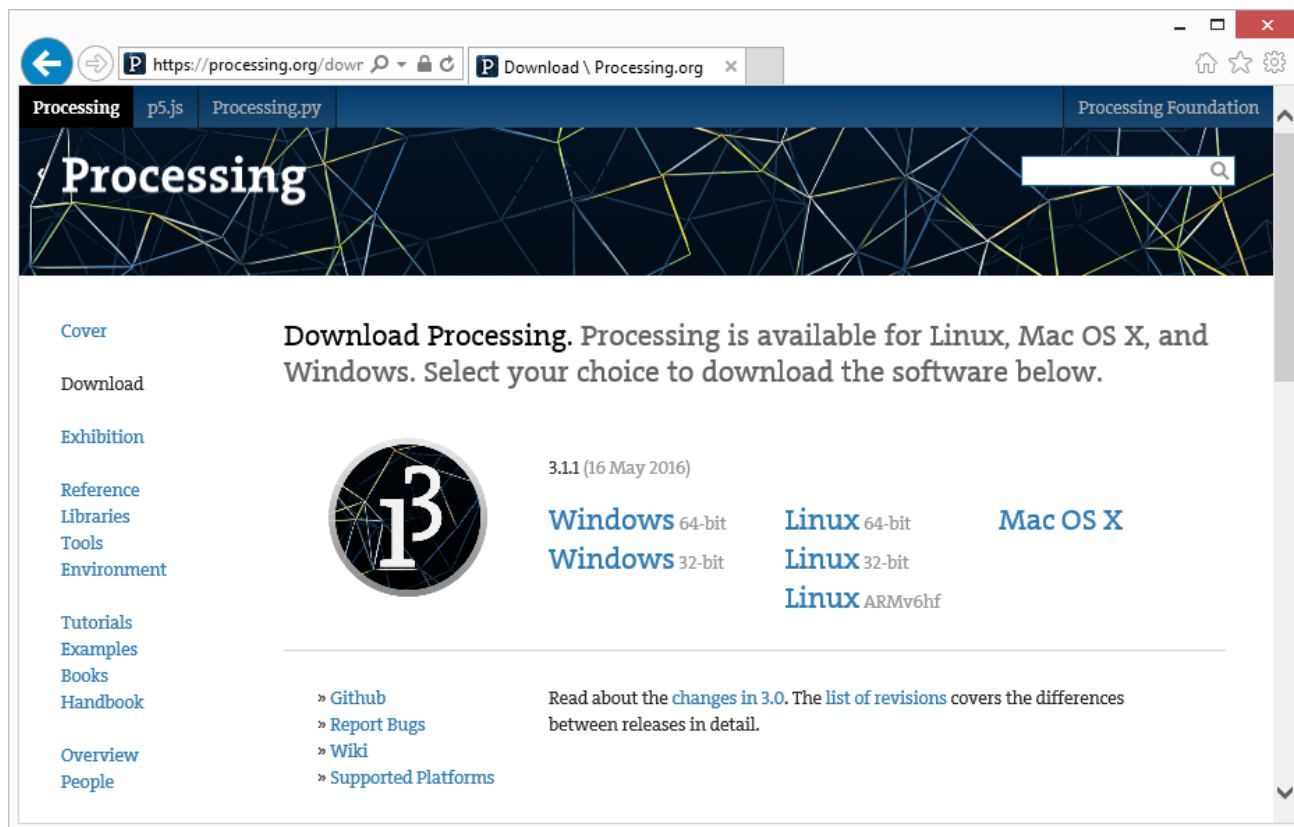 https://processing.org/dowr
Download \ Processing.org
Processing p5.js Processing.py Processing Foundation
Processing
Cover
Download
Exhibition
Reference
Libraries
Tools
Environment
Tutorials
Examples
Books
Handbook
Overview
People
Download Processing. Processing is available for Linux, Mac OS X, and
Windows. Select your choice to download the software below.
3
3.1.1 (16 May 2016)
Windows 64-bit
Windows 32-bit
Linux 64-bit
Linux 32-bit
Linux ARMv6hf
Mac OS X
» Github
» Report Bugs
» Wiki
» Supported Platforms
Read about the changes in 3.0. The list of revisions covers the differences
between releases in detail.